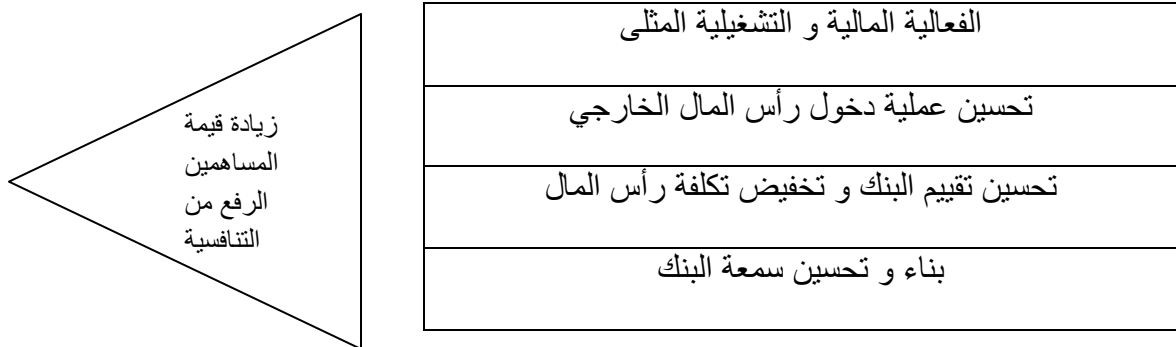 الفعالية المالية و التشغيلية المثلى
تحسين عملية دخول رأس المال الخارجي
تحسين تقييم البنك و تخفيض تكلفة رأس المال
بناء و تحسين سمعة البنك
زيادة قيمة
المساهمين
الرفع من
التنافسية